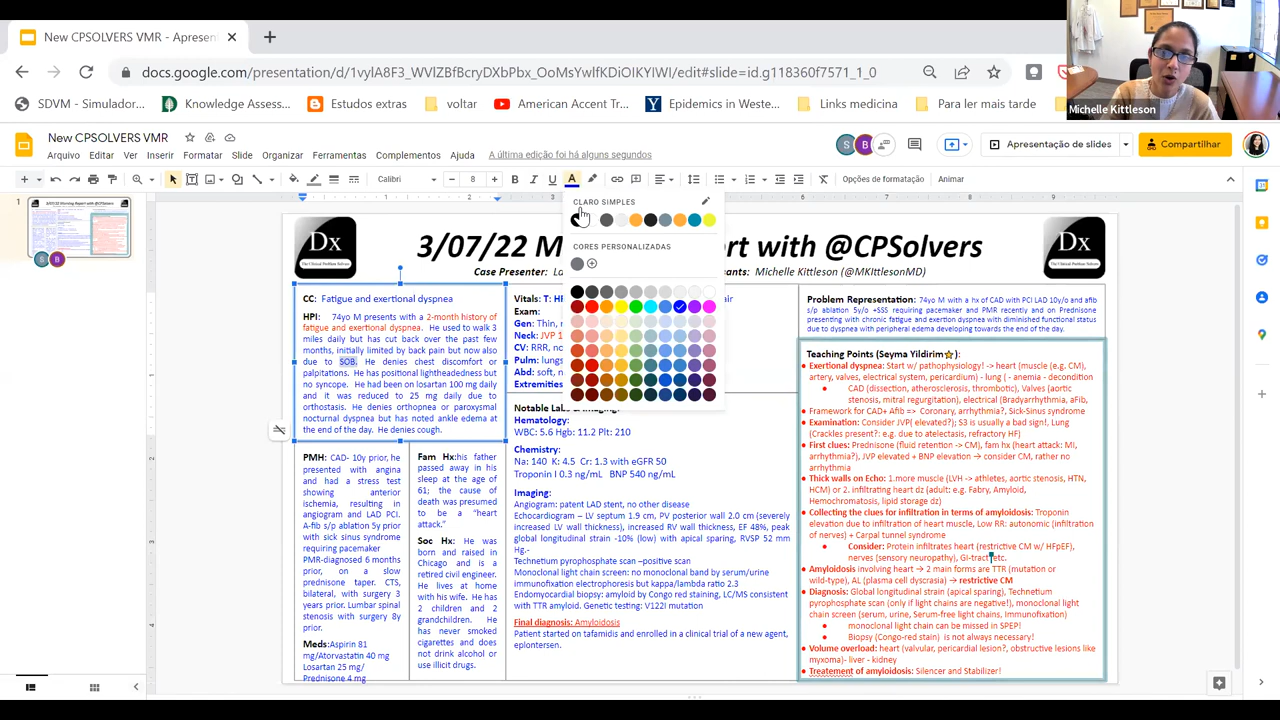 New CPSOLVERS VMR - Apresen
docs.google.com/presentation/d/1vyIA8F3_WVlZBfBtyDXbPbx_OoMsYwlfKDiOIKYIWI/edit#slide=id.g118360f7571_1_0
SDVM - Simulador...
Knowledge Assess...
Estudos extras
voltar
American Accent Tr...
Epidemics in Weste...
Links medicina
Para ler mais tarde
Outr
Michelle Kittleson
New CPSOLVERS VMR
Arquivo Editar Ver Inserir Formatar Slide Organizar Ferramentas Complementos Ajuda
A última edição foi há alguns segundos
S B
Apresentação de slides
Compartilhar
Calibri
8
B I U A
Opções de formatação
Animar
CLARO SIMPLES
CORES PERSONALIZADAS
1
S B
Dx
The Clinical Problem Solvers
3/07/22 M
rt with @CPSolvers
Dx
The Clinical Problem Solvers
Case Presenter: La
ants: Michelle Kittleson (@MKIttlesonMD)
CC: Fatigue and exertional dyspnea
HPI: 74yo M presents with a 2-month history of
fatigue and exertional dyspnea. He used to walk 3
miles daily but has cut back over the past few
months, initially limited by back pain but now also
due to SOB. He denies chest discomfort or
palpitations. He has positional lightheadedness but
no syncope. He had been on losartan 100 mg daily
and it was reduced to 25 mg daily due to
orthostasis. He denies orthopnea or paroxysmal
nocturnal dyspnea but has noted ankle edema at
the end of the day. He denies cough.
PMH: CAD- 10y prior, he
presented with angina
and had a stress test
showing anterior
ischemia, resulting in
angiogram and LAD PCI.
A-fib s/p ablation 5y prior
with sick sinus syndrome
requiring pacemaker
PMR-diagnosed 6 months
prior, on a slow
prednisone taper. CTS,
bilateral, with surgery 3
years prior. Lumbar spinal
stenosis with surgery 8y
prior.
Meds:Aspirin 81
mg/Atorvastatin 40 mg
Losartan 25 mg/
Prednisone 4 mg
Fam Hx:his father
passed away in his
sleep at the age of
61; the cause of
death was presumed
to be a "heart
attack."
Soc Hx: He was
born and raised in
Chicago and is a
retired civil engineer.
He lives at home
with his wife. He has
2 children and 2
grandchildren. He
has never smoked
cigarettes and does
not drink alcohol or
use illicit drugs.
Vitals: T: HF
air
Exam:
Gen: Thin, n
Neck: JVP 1
CV: RRR, no
Pulm: lungs
Abd: soft, n
Extremities
Notable Labs & Imaging:
Hematology:
WBC: 5.6 Hgb: 11.2 Plt: 210
Chemistry:
Na: 140 K: 4.5 Cr: 1.3 with eGFR 50
Troponin I 0.3 ng/mL BNP 540 ng/mL
Imaging:
Angiogram: patent LAD stent, no other disease
Echocardiogram – LV septum 1.9 cm, PV posterior wall 2.0 cm (severely
increased LV wall thickness), increased RV wall thickness, EF 48%, peak
global longitudinal strain -10% (low) with apical sparing, RVSP 52 mm
Hg.-
Technetium pyrophosphate scan –positive scan
Monoclonal light chain screen: no monoclonal band by serum/urine
immunofixation electrophoresis but kappa/lambda ratio 2.3
Endomyocardial biopsy: amyloid by Congo red staining, LC/MS consistent
with TTR amyloid. Genetic testing: V122I mutation
Final diagnosis: Amyloidosis
Patient started on tafamidis and enrolled in a clinical trial of a new agent,
eplontersen.
Problem Representation: 74yo M with a hx of CAD with PCI LAD 10y/o and afib
s/p ablation 5y/o +SSS requiring pacemaker and PMR recently and on Prednisone
presenting with chronic fatigue and exertion dyspnea with diminished functional status
due to dyspnea with peripheral edema developing towards the end of the day.
Teaching Points (Seyma Yildirim⭐):
Exertional dyspnea: Start w/ pathophysiology! -> heart (muscle (e.g. CM),
artery, valves, electrical system, pericardium) - lung ( - anemia - decondition
CAD (dissection, atherosclerosis, thrombotic), Valves (aortic
stenosis, mitral regurgitation), electrical (Bradyarrhythmia, aFib,
Framework for CAD+ Afib => Coronary, arrhythmia?, Sick-Sinus syndrome
Examination: Consider JVP( elevated?); S3 is usually a bad sign!, Lung
(Crackles present?: e.g. due to atelectasis, refractory HF)
First clues: Prednisone (fluid retention -> CM), fam hx (heart attack: MI,
arrhythmia?), JVP elevated + BNP elevation → consider CM, rather no
arrhythmia
Thick walls on Echo: 1.more muscle (LVH -> athletes, aortic stenosis, HTN,
HCM) or 2. infiltrating heart dz (adult: e.g. Fabry, Amyloid,
Hemochromatosis, lipid storage dz)
Collecting the clues for infiltration in terms of amyloidosis: Troponin
elevation due to infiltration of heart muscle, Low RR: autonomic (infiltration
of nerves) + Carpal tunnel syndrome
Consider: Protein infiltrates heart (restrictive CM w/ HFpEF),
nerves (sensory neuropathy), GI-tract etc.
Amyloidosis involving heart → 2 main forms are TTR (mutation or
wild-type), AL (plasma cell dyscrasia) → restrictive CM
Diagnosis: Global longitudinal strain (apical sparing), Technetium
pyrophosphate scan (only if light chains are negative!), monoclonal light
chain screen (serum, urine, Serum-free light chains, Immunofixation)
monoclonal light chain can be missed in SPEP!
Biopsy (Congo-red stain) is not always necessary!
Volume overload: heart (valvular, pericardial lesion?, obstructive lesions like
myxoma)- liver - kidney
Treatement of amyloidosis: Silencer and Stabilizer!